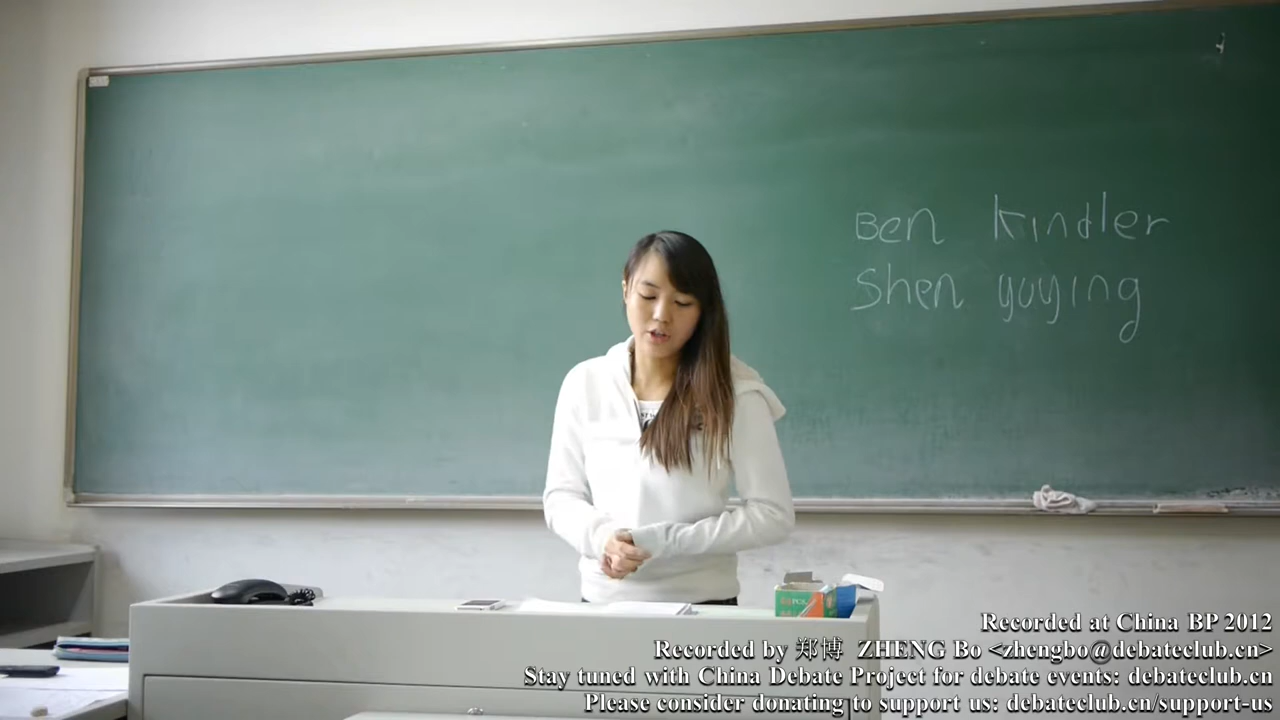 Ben kindler
Shen yuying
Recorded at China BP 2012
Recorded by 郑博 ZHENG Bo <zhengbo@debateclub.cn>
Stay tuned with China Debate Project for debate events: debateclub.cn
Please consider donating to support us: debateclub.cn/support-us